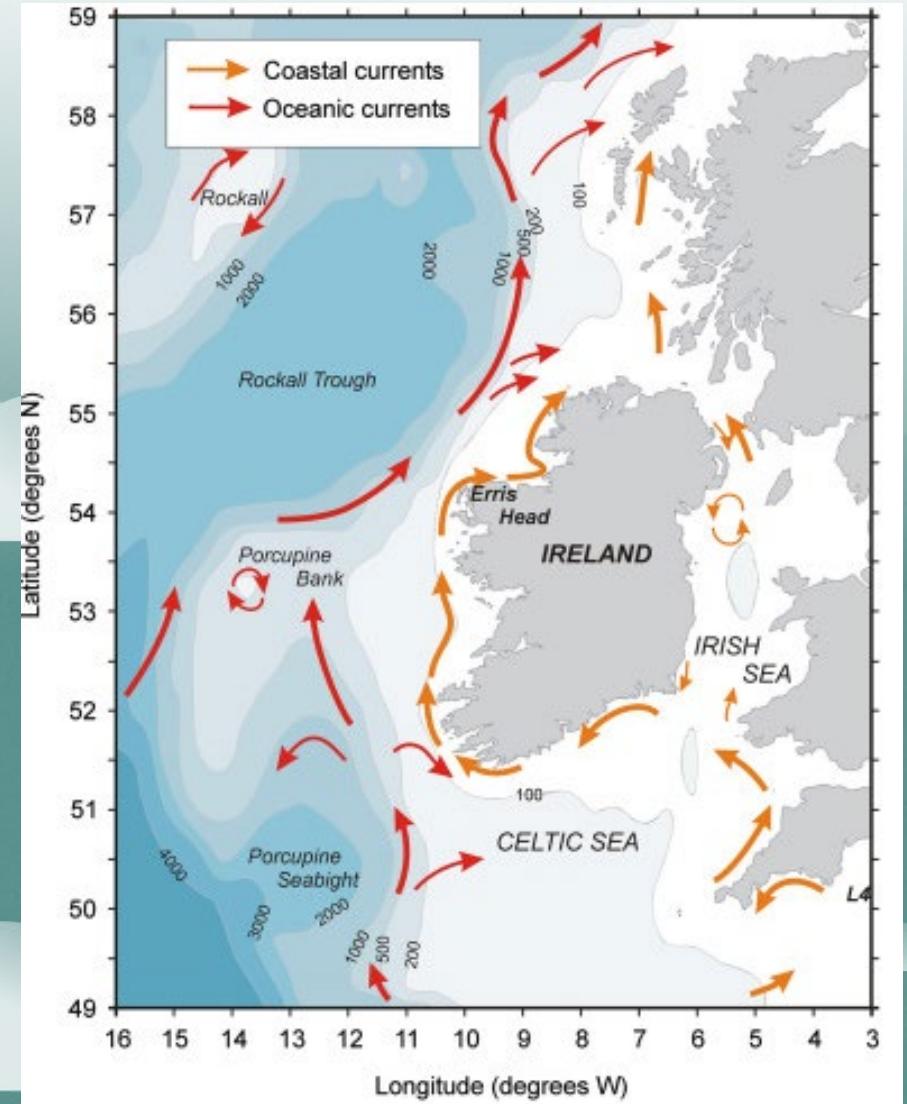 59
58
57
56
55
54
53
52
51
50
49
Latitude (degrees N)
Coastal currents
Oceanic currents
Rockall
1000
2000
2000
1000
500
200
100
Rockall Trough
Erris
Head
IRELAND
Porcupine
Bank
IRISH
SEA
100
CELTIC SEA
Porcupine
Seabight
L4
4000
3000
2000
1000
500
200
16 15 14 13 12 11 10 9 8 7 6 5 4 3
Longitude (degrees W)